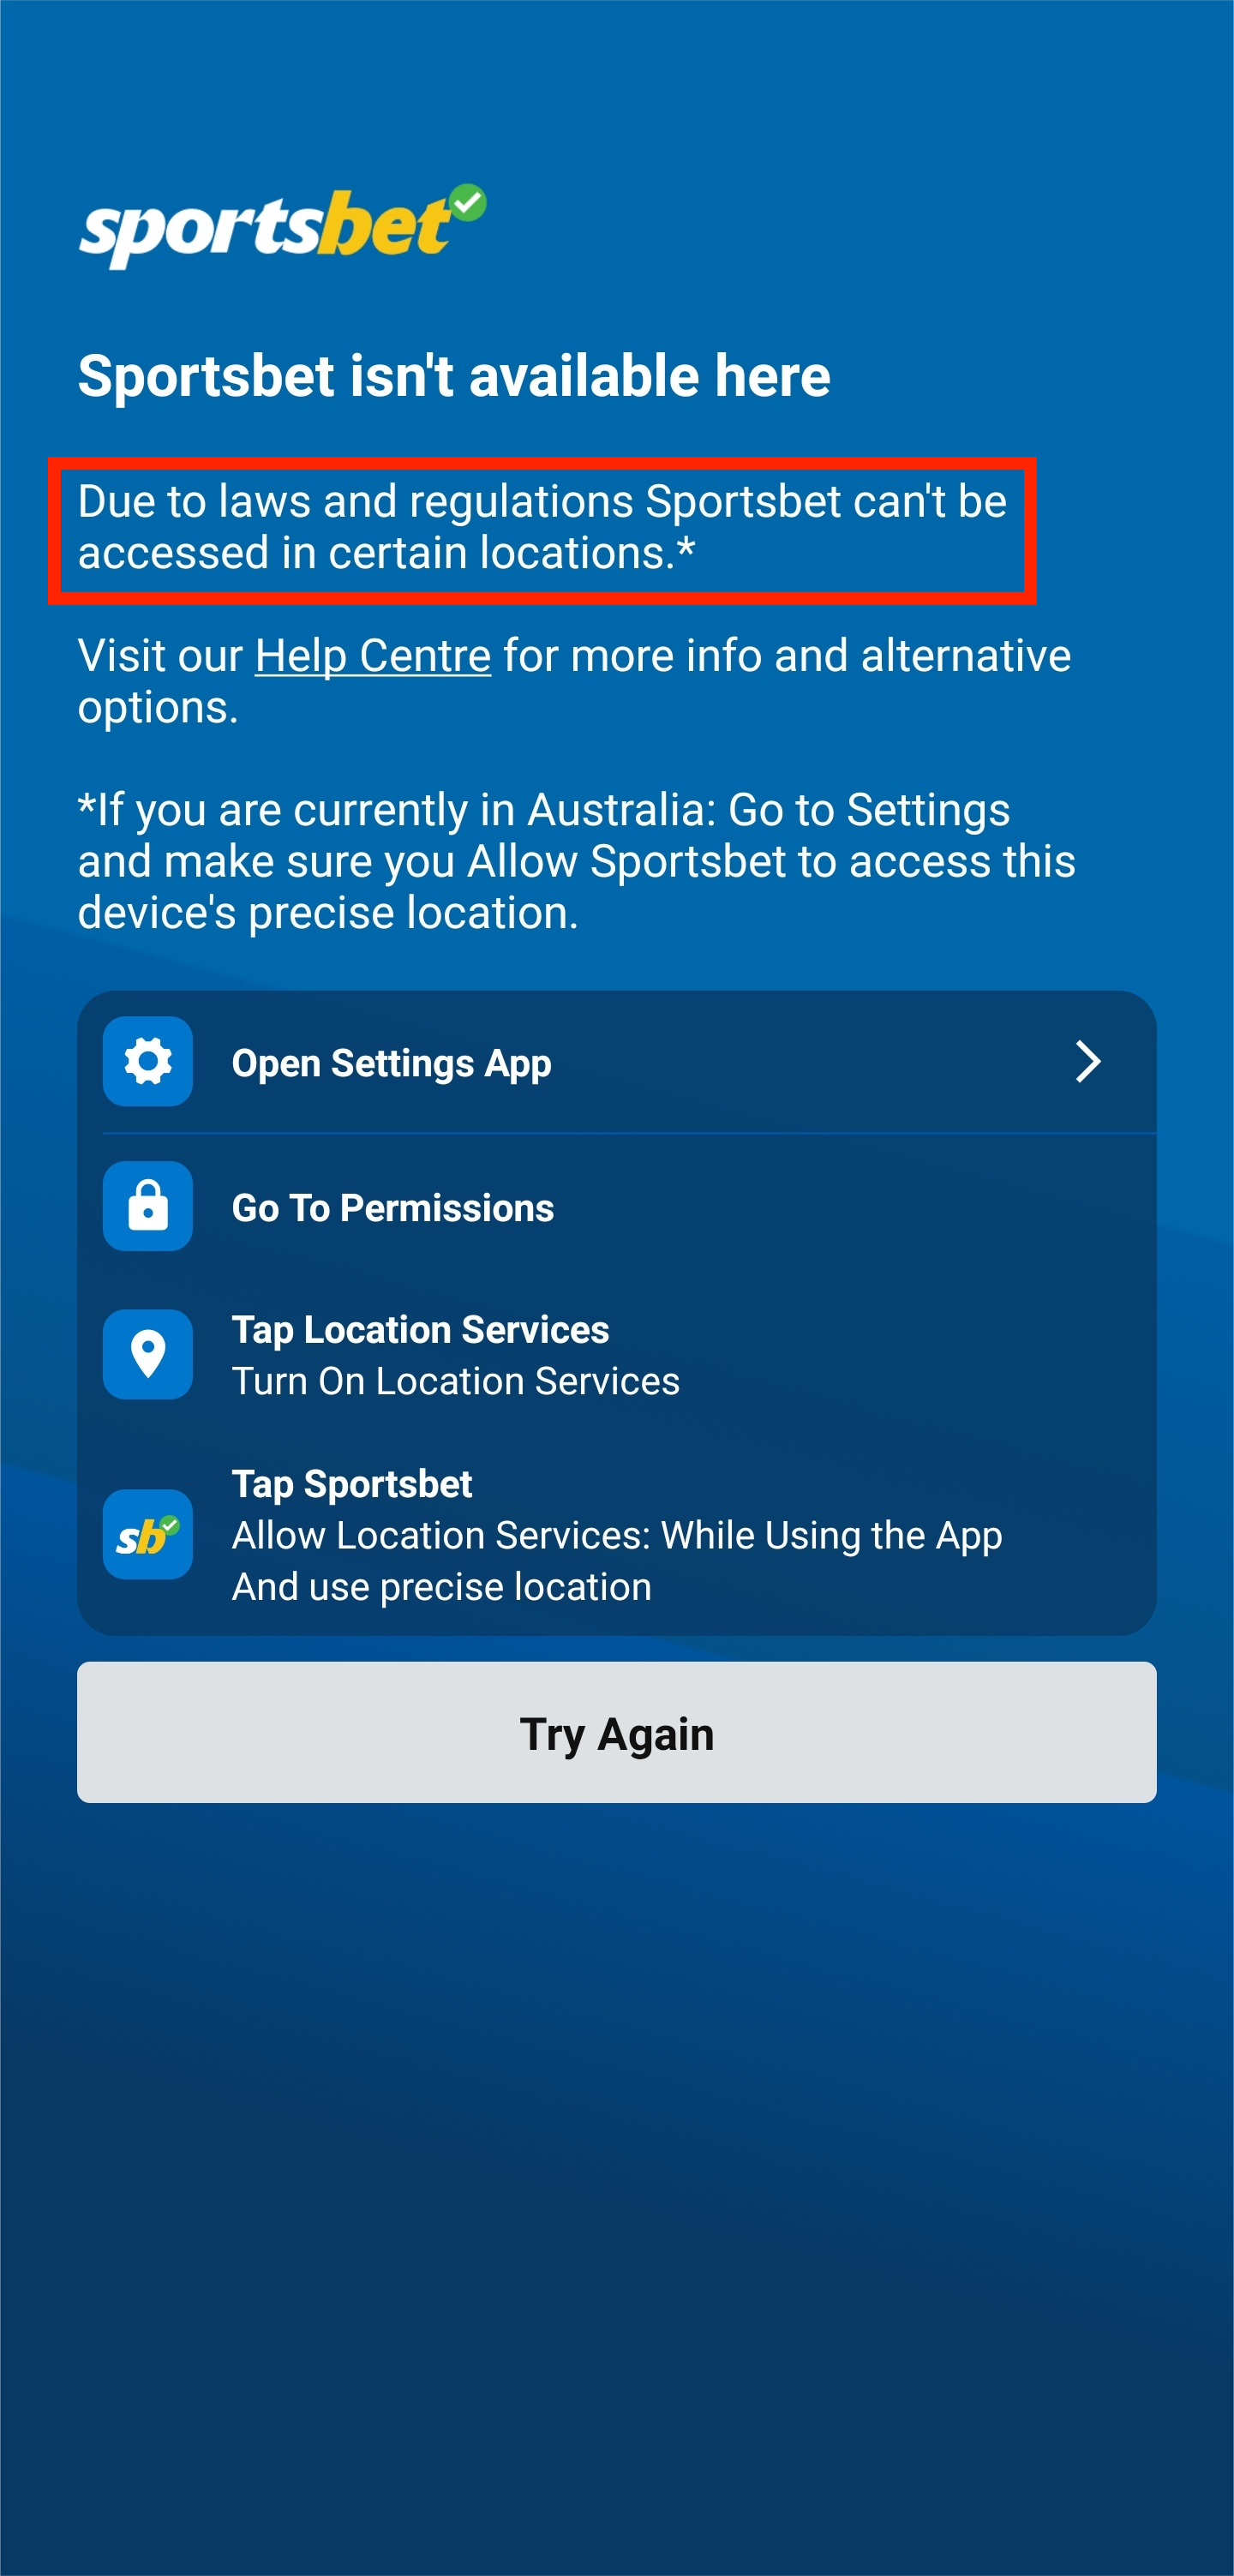 sportsbet
Sportsbet isn't available here
Due to laws and regulations Sportsbet can't be
accessed in certain locations.*
Visit our Help Centre for more info and alternative
options.
*If you are currently in Australia: Go to Settings
and make sure you Allow Sportsbet to access this
device's precise location.
Open Settings App
Go To Permissions
Tap Location Services
Turn On Location Services
Tap Sportsbet
sb
Allow Location Services: While Using the App
And use precise location
Try Again